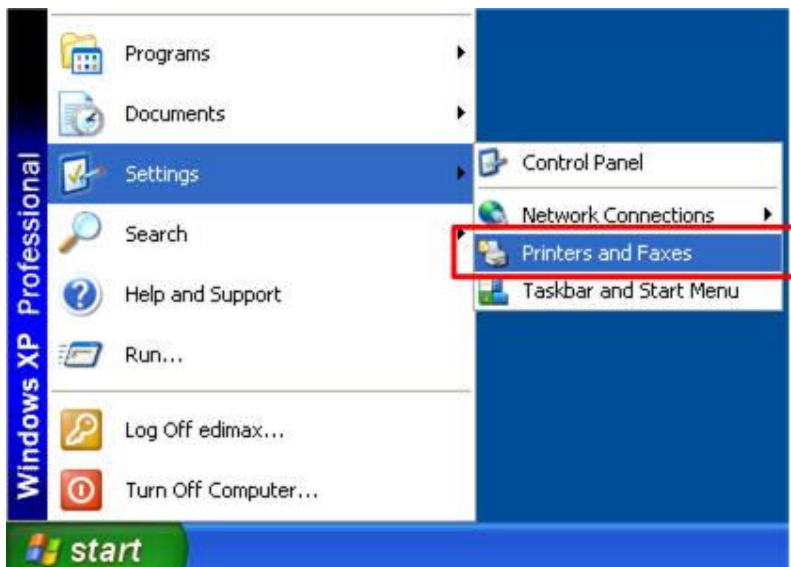 Programs
Documents
Settings
Search
Help and Support
Run...
Log Off edimax...
Turn Off Computer...
Control Panel
Network Connections
Printers and Faxes
Taskbar and Start Menu
Windows XP Professional
start